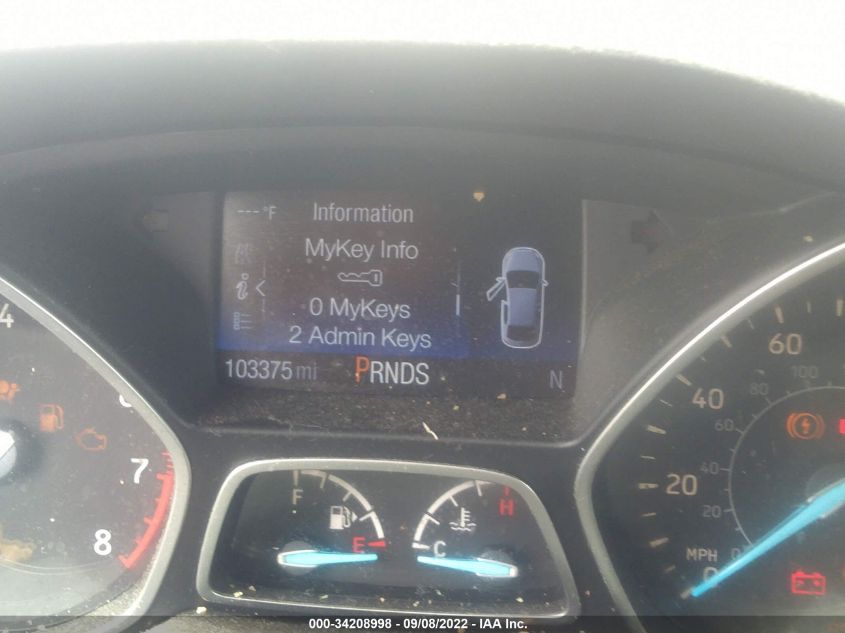 ---°F Information
MyKey Info
0 MyKeys
2 Admin Keys
103375 mi PRNDS N
4
7
8
F
E
H
C
60
40
20
0
MPH
100
80
60
40
20
0
000-34208998 - 09/08/2022 - IAA Inc.